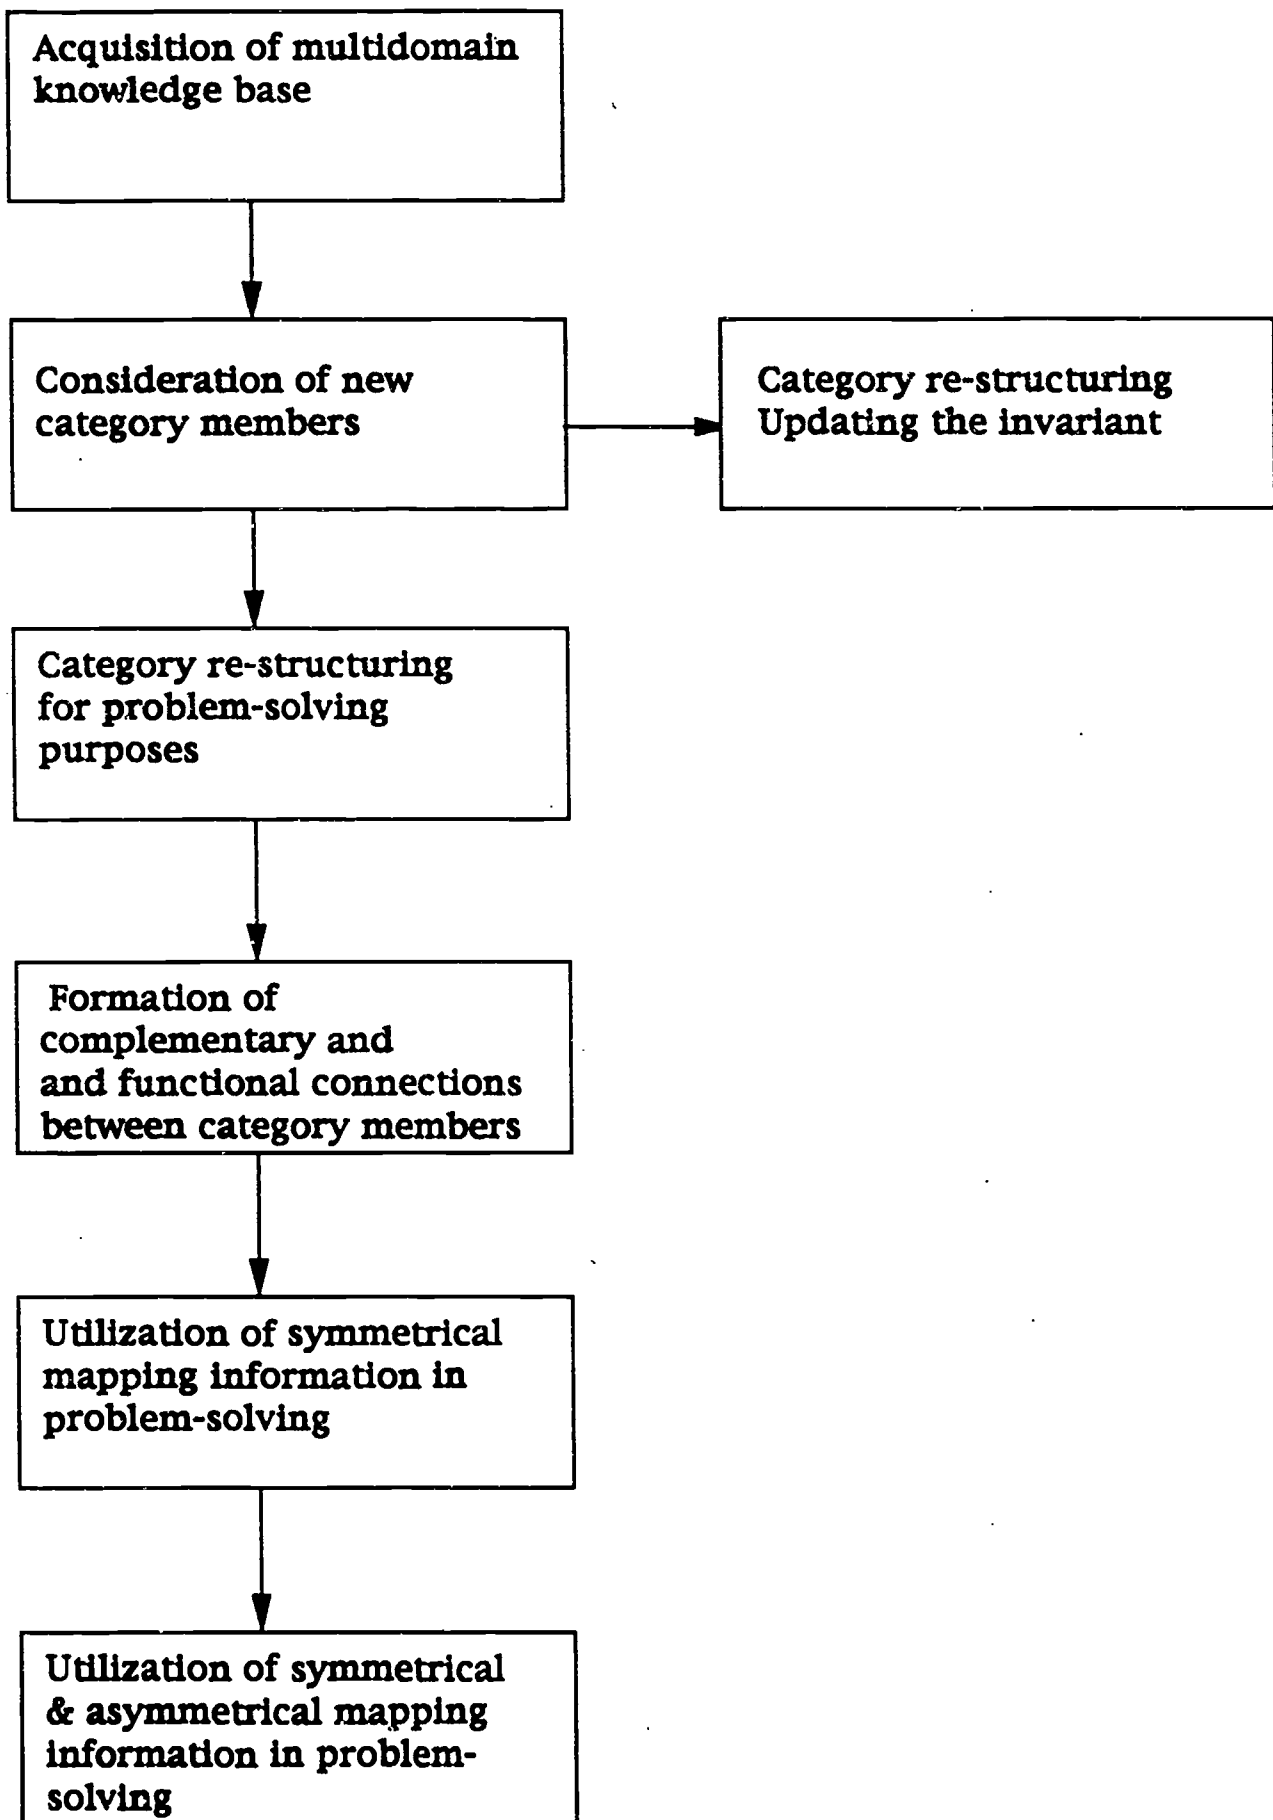 Acquisition of multidomain
knowledge base
Consideration of new
category members
Category re-structuring
Updating the invariant
Category re-structuring
for problem-solving
purposes
Formation of
complementary and
and functional connections
between category members
Utilization of symmetrical
mapping information in
problem-solving
Utilization of symmetrical
& asymmetrical mapping
information in problem-
solving